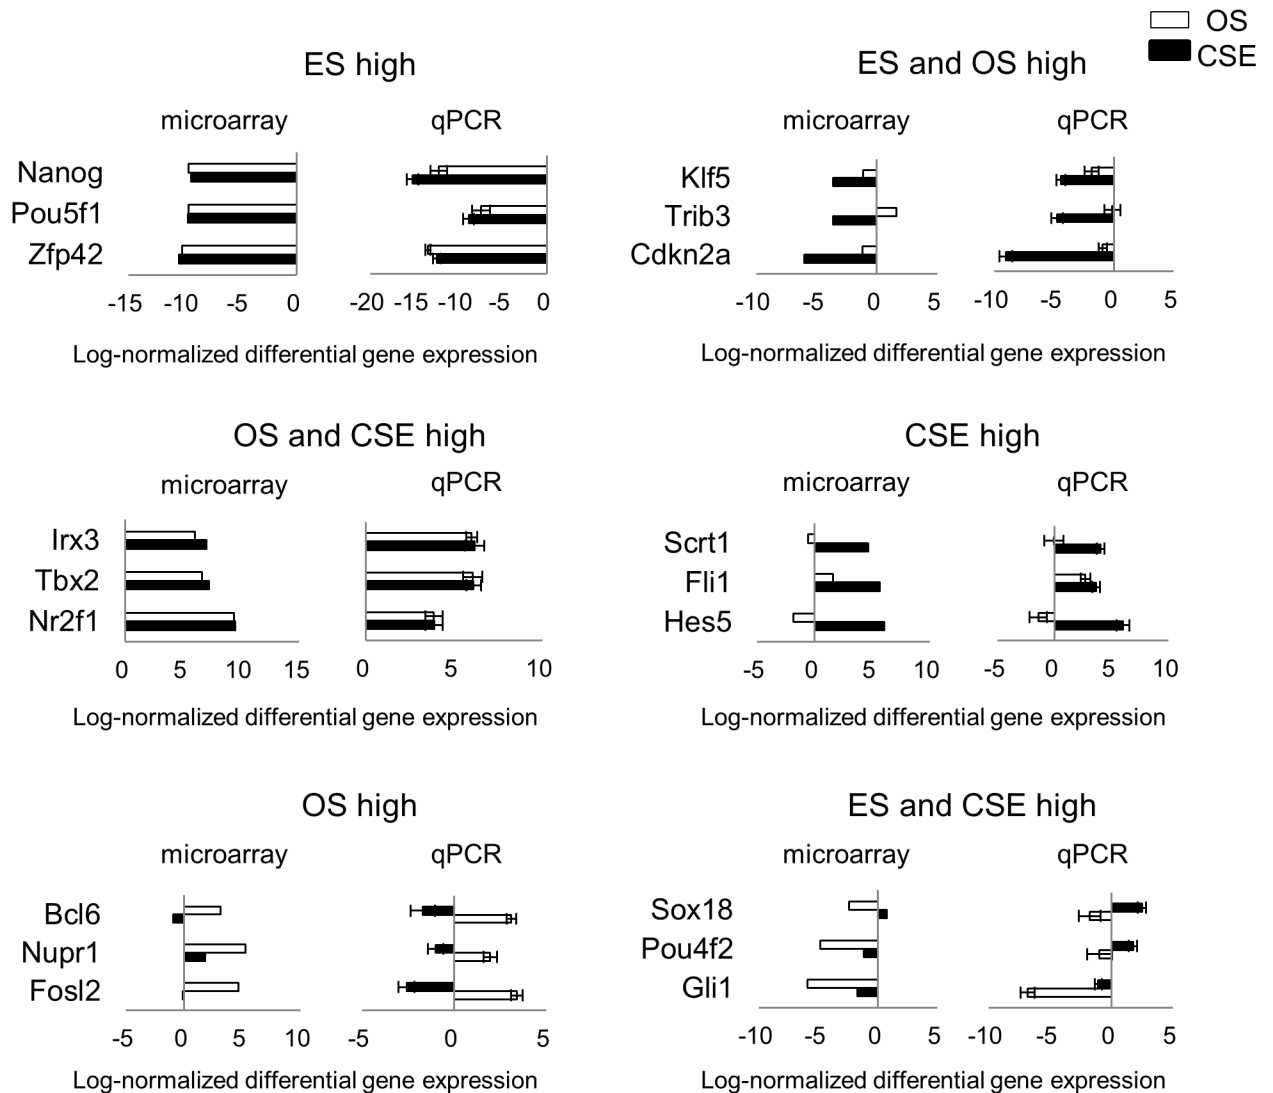 OS
CSE
ES high
microarray qPCR
Nanog
Pou5f1
Zfp42
-15 -10 -5 0 -20 -15 -10 -5 0
Log-normalized differential gene expression
ES and OS high
microarray qPCR
Klf5
Trib3
Cdkn2a
-10 -5 0 5 -10 -5 0 5
Log-normalized differential gene expression
OS and CSE high
microarray qPCR
Irx3
Tbx2
Nr2f1
0 5 10 15 0 5 10
Log-normalized differential gene expression
CSE high
microarray qPCR
Scrt1
Fli1
Hes5
-5 0 5 10 -5 0 5 10
Log-normalized differential gene expression
OS high
microarray qPCR
Bcl6
Nupr1
Fosl2
-5 0 5 10 -5 0 5
Log-normalized differential gene expression
ES and CSE high
microarray qPCR
Sox18
Pou4f2
Gli1
-10 -5 0 5 -10 -5 0 5
Log-normalized differential gene expression